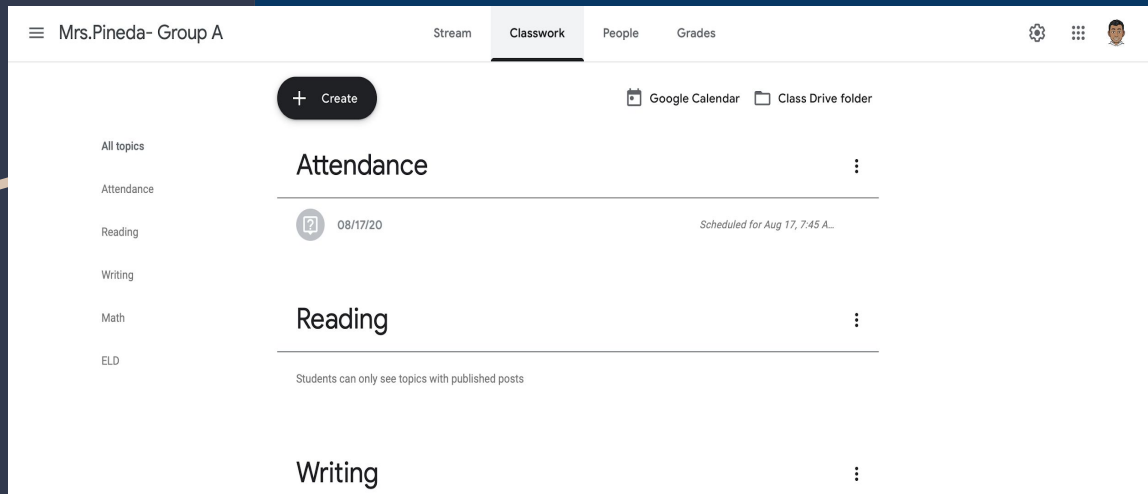 Mrs.Pineda- Group A
Stream Classwork People Grades
+ Create
Google Calendar Class Drive folder
All topics
Attendance
Reading
Writing
Math
ELD
Attendance
08/17/20 Scheduled for Aug 17, 7:45 A...
Reading
Students can only see topics with published posts
Writing